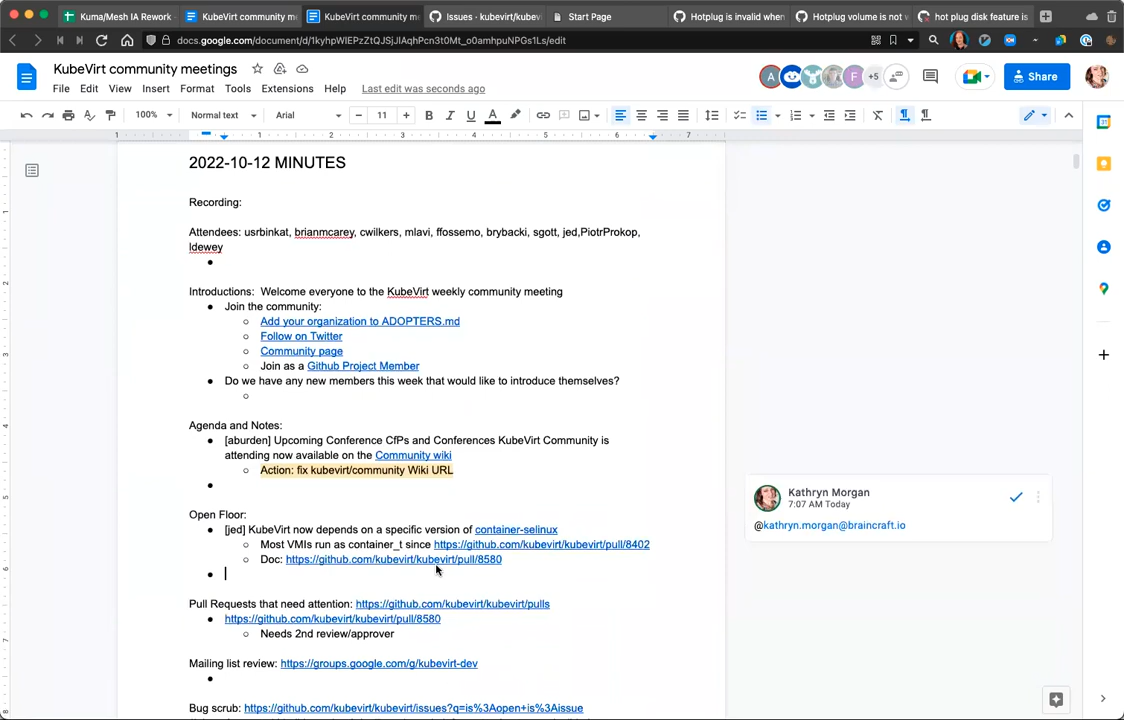 Kuma/Mesh IA Rework
KubeVirt community m
KubeVirt community m
Issues · kubevirt/kubevi
Start Page
Hotplug is invalid when
Hotplug volume is not v
hot plug disk feature is
docs.google.com/document/d/1kyhpWIEPzZtQJSjJIAqhPcn3t0Mt_o0amhpuNPGs1Ls/edit
KubeVirt community meetings
File Edit View Insert Format Tools Extensions Help Last edit was seconds ago
A F +5 Share
100% Normal text Arial 11 B I U A
1 1 2 3 4 5 6 7
2022-10-12 MINUTES
Recording:
Attendees: usrbinkat, brianmcarey, cwilkers, mlavi, ffossemo, brybacki, sgott, jed,PiotrProkop,
ldewey
Introductions: Welcome everyone to the KubeVirt weekly community meeting
Join the community:
Add your organization to ADOPTERS.md
Follow on Twitter
Community page
Join as a Github Project Member
Do we have any new members this week that would like to introduce themselves?
Agenda and Notes:
[aburden] Upcoming Conference CfPs and Conferences KubeVirt Community is
attending now available on the Community wiki
Action: fix kubevirt/community Wiki URL
Kathryn Morgan
7:07 AM Today
@kathryn.morgan@braincraft.io
Open Floor:
[jed] KubeVirt now depends on a specific version of container-selinux
Most VMIs run as container_t since https://github.com/kubevirt/kubevirt/pull/8402
Doc: https://github.com/kubevirt/kubevirt/pull/8580
Pull Requests that need attention: https://github.com/kubevirt/kubevirt/pulls
https://github.com/kubevirt/kubevirt/pull/8580
Needs 2nd review/approver
Mailing list review: https://groups.google.com/g/kubevirt-dev
Bug scrub: https://github.com/kubevirt/kubevirt/issues?q=is%3Aopen+is%3Aissue